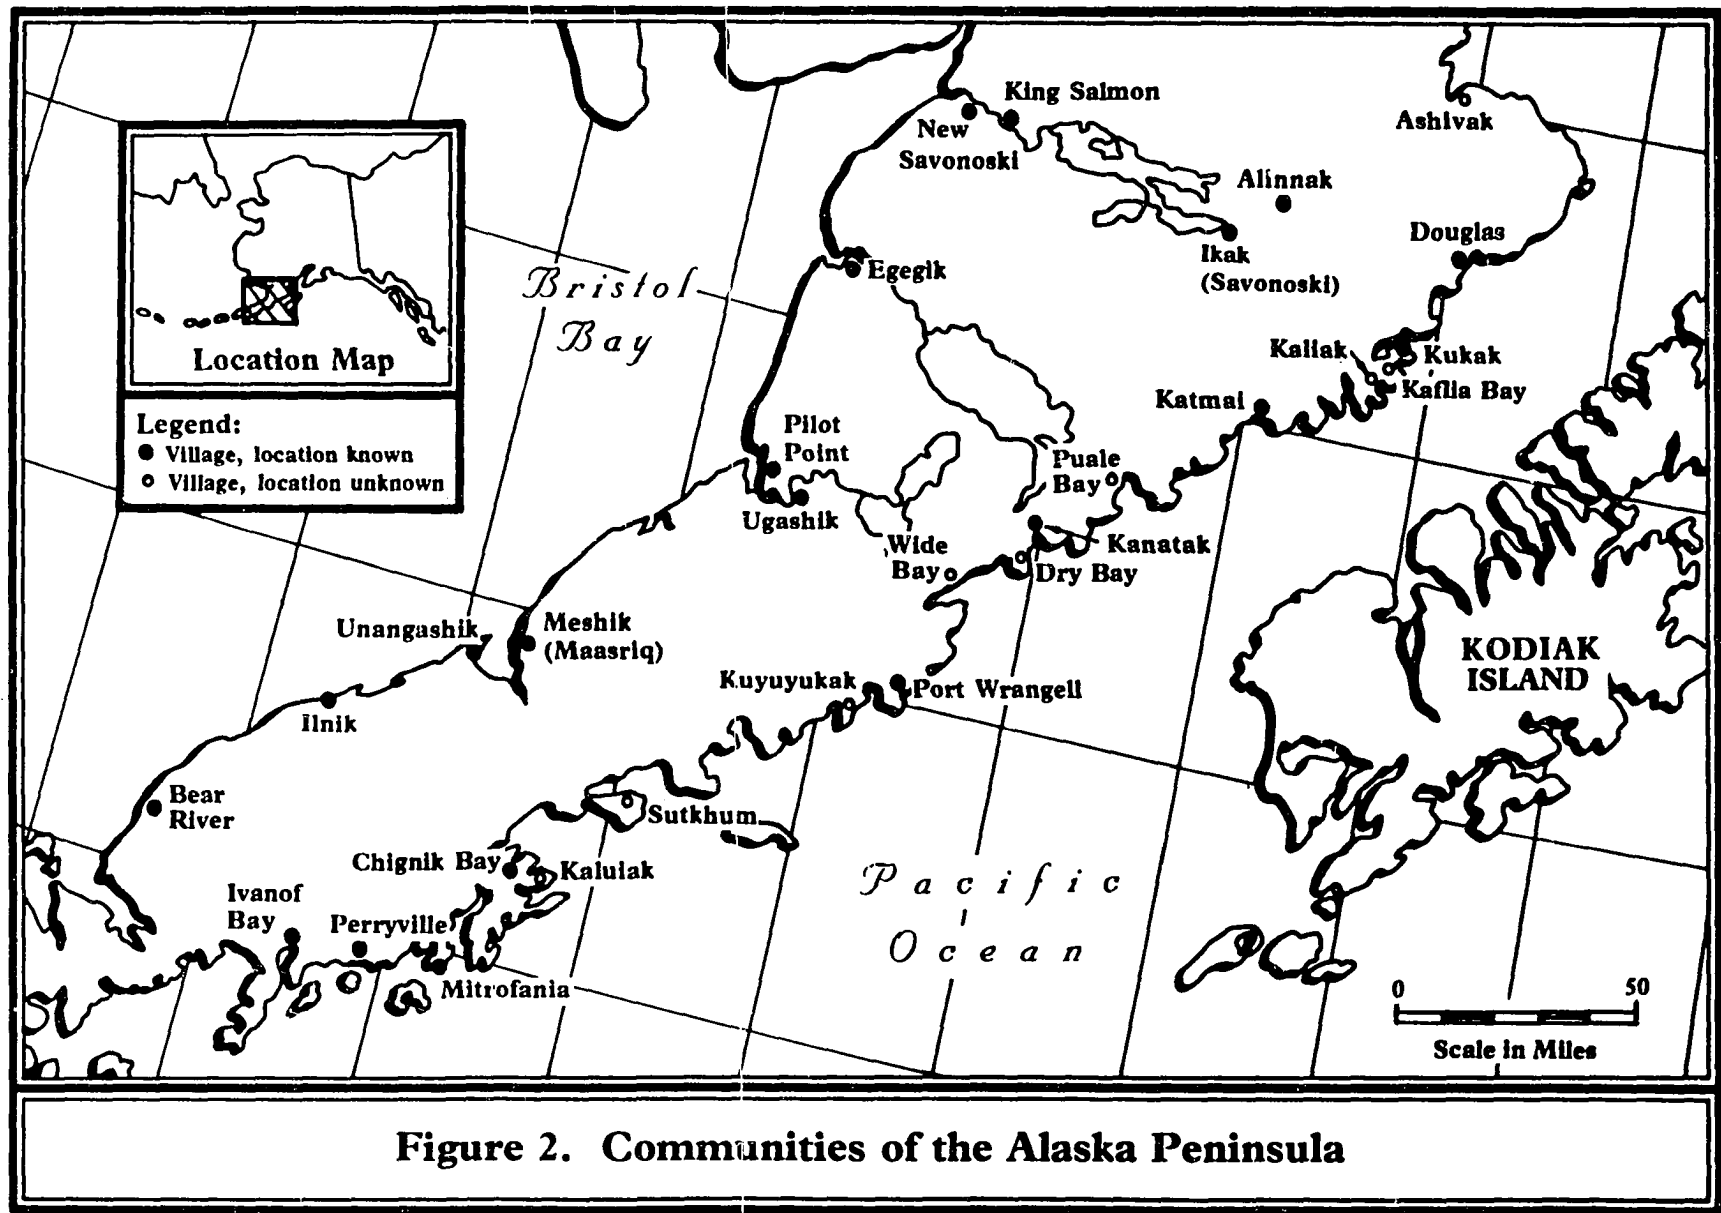 King Salmon
New
Savonoski
Ashivak
Alinnak
Ikak
(Savonoski)
Douglas
Egegik
Bristol
Bay
Location Map
Legend:
Village, location known
Village, location unknown
Kaliak
Kukak
Kaflia Bay
Katmai
Pilot
Point
Puale
Bay
Ugashik
Wide
Bay
Kanatak
Dry Bay
Unangashik
Meshik
(Maasriq)
KODIAK
ISLAND
Kuyuyukak
Port Wrangell
Ilnik
Bear
River
Sutkhum
Chignik Bay
Kaluiak
Ivanof
Bay
Perryville
Mitrofania
Pacific
Ocean
0 50
Scale in Miles
Figure 2. Communities of the Alaska Peninsula